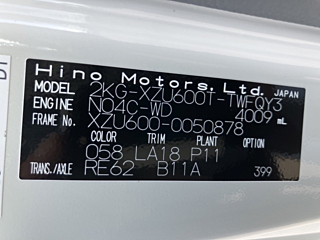 Hino Motors, Ltd. JAPAN
MODEL 2KG-XZU600T-TWFQY3
ENGINE N04C-WD 4009 mL
FRAME No. XZU600-0050878
COLOR TRIM PLANT
058 LA18 P11
TRANS./AXLE RE62 B11A 399